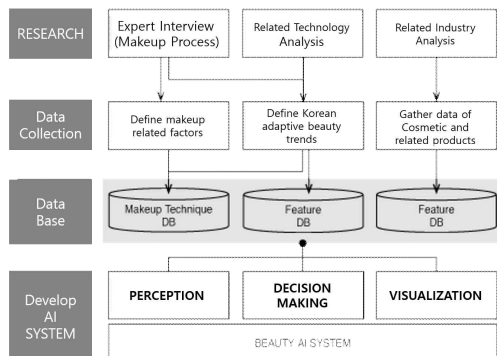 RESEARCH
Expert Interview
(Makeup Process)
Related Technology
Analysis
Related Industry
Analysis
Data
Collection
Define makeup
related factors
Define Korean
adaptive beauty
trends
Gather data of
Cosmetic and
related products
Data
Base
Makeup Technique
DB
Feature
DB
Feature
DB
Develop
AI
SYSTEM
PERCEPTION
DECISION
MAKING
VISUALIZATION
BEAUTY AI SYSTEM